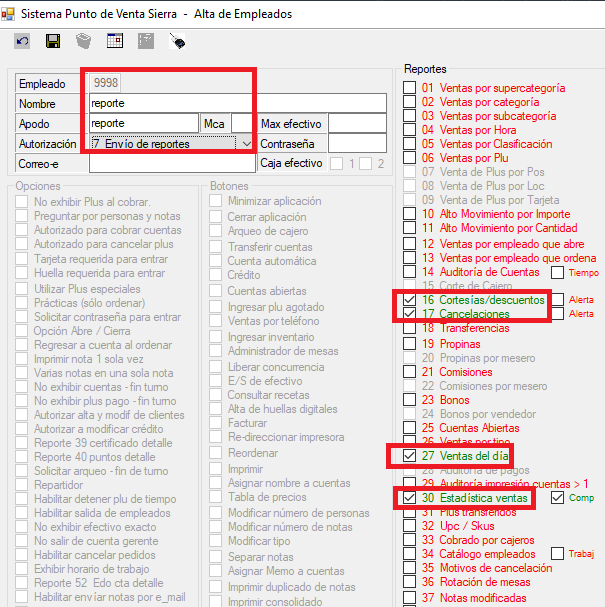 Sistema Punto de Venta Sierra - Alta de Empleados
Empleado 9998
Nombre reporte
Apodo reporte Mca Max efectivo
Autorización 7 Envío de reportes Contraseña
Correo-e Caja efectivo 1 2
Opciones
No exhibir Plus al cobrar.
Preguntar por personas y notas
Autorizado para cobrar cuentas
Autorizado para cancelar plus
Tarjeta requerida para entrar
Huella requerida para entrar
Utilizar Plus especiales
Prácticas (sólo ordenar)
Solicitar contraseña para entrar
Opción Abre / Cierra
Regresar a cuenta al ordenar
Imprimir nota 1 sola vez
Varias notas en una sola nota
No exhibir cuentas - fin turno
No exhibir plus pago - fin turno
Autorizar alta y modif de clientes
Autorizar a modificar crédito
Reporte 39 certificado detalle
Reporte 40 puntos detalle
Solicitar arqueo - fin de turno
Repartidor
Habilitar detener plu de tiempo
Habilitar salida de empleados
No exhibir efectivo exacto
No salir de cuenta gerente
Habilitar cancelar pedidos
Exhibir horario de trabajo
Reporte 52 Edo cta detalle
Habilitar envíar notas por e_mail
Botones
Minimizar aplicación
Cerrar aplicación
Arqueo de cajero
Transferir cuentas
Cuenta automática
Crédito
Cuentas abiertas
Ingresar plu agotado
Ventas por teléfono
Ingresar inventario
Administrador de mesas
Liberar concurrencia
E/S de efectivo
Consultar recetas
Alta de huellas digitales
Facturar
Re-direccionar impresora
Reordenar
Imprimir
Asignar nombre a cuentas
Tabla de precios
Modificar número de personas
Modificar número de notas
Modificar tipo
Separar notas
Asignar Memo a cuentas
Imprimir duplicado de notas
Imprimir consolidado
Reportes
01 Ventas por supercategoría
02 Ventas por categoría
03 Ventas por subcategoría
04 Ventas por Hora
05 Ventas por Clasificación
06 Ventas por Plu
07 Venta de Plus por Pos
08 Venta de Plus por Loc
09 Venta de Plus por Tarjeta
10 Alto Movimiento por Importe
11 Alto Movimiento por Cantidad
12 Ventas por empleado que abre
13 Ventas por empleado que ordena
14 Auditoría de Cuentas Tiempo
15 Corte de Cajero
16 Cortesías/descuentos Alerta
17 Cancelaciones Alerta
18 Transferencias
19 Propinas
20 Propinas por mesero
21 Comisiones
22 Comisiones por mesero
23 Bonos
24 Bonos por vendedor
25 Cuentas Abiertas
26 Ventas por tipo
27 Ventas del día
28 Auditoría de pagos
29 Auditoría impresión cuentas > 1
30 Estadística ventas Comp
31 Plus transferidos
32 Upc / Skus
33 Cobrado por cajeros
34 Catálogo empleados Trabaj
35 Motivos de cancelación
36 Rotación de mesas
37 Notas modificadas